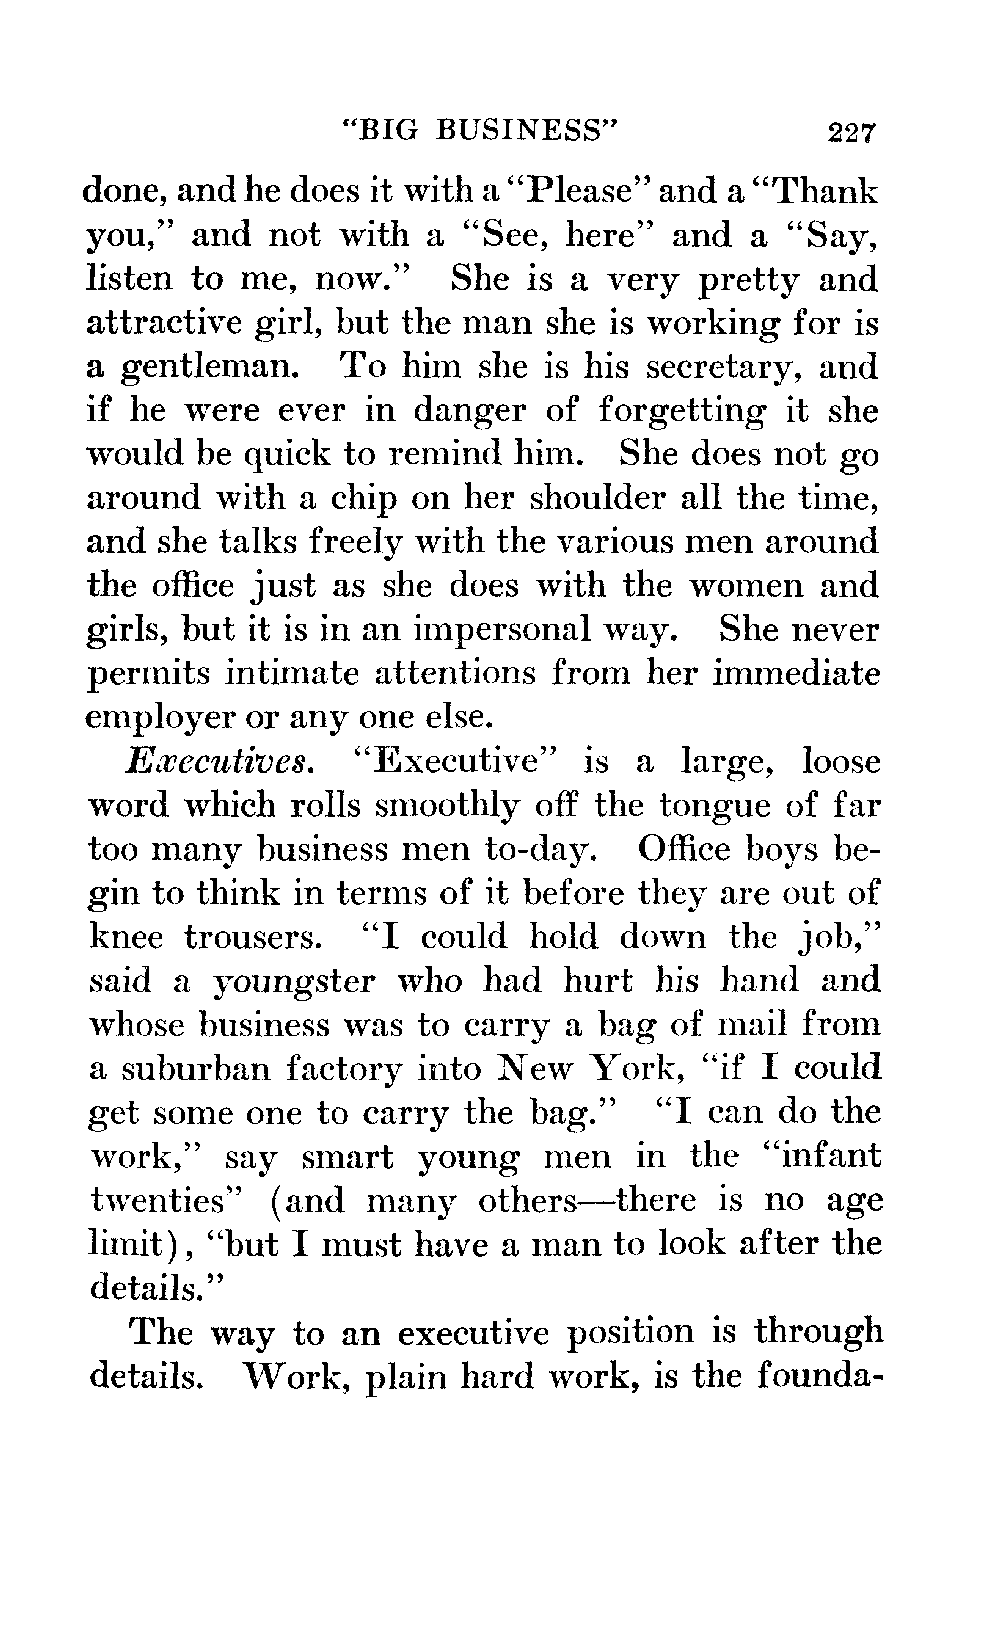 "BIG BUSINESS" 227
done, and he does it with a "Please" and a "Thank
you," and not with a "See, here" and a "Say,
listen to me, now." She is a very pretty and
attractive girl, but the man she is working for is
a gentleman. To him she is his secretary, and
if he were ever in danger of forgetting it she
would be quick to remind him. She does not go
around with a chip on her shoulder all the time,
and she talks freely with the various men around
the office just as she does with the women and
girls, but it is in an impersonal way. She never
permits intimate attentions from her immediate
employer or any one else.
Executives. "Executive" is a large, loose
word which rolls smoothly off the tongue of far
too many business men to-day. Office boys be-
gin to think in terms of it before they are out of
knee trousers. "I could hold down the job,"
said a youngster who had hurt his hand and
whose business was to carry a bag of mail from
a suburban factory into New York, "if I could
get some one to carry the bag." "I can do the
work," say smart young men in the "infant
twenties" (and many others—there is no age
limit), "but I must have a man to look after the
details."
The way to an executive position is through
details. Work, plain hard work, is the founda-